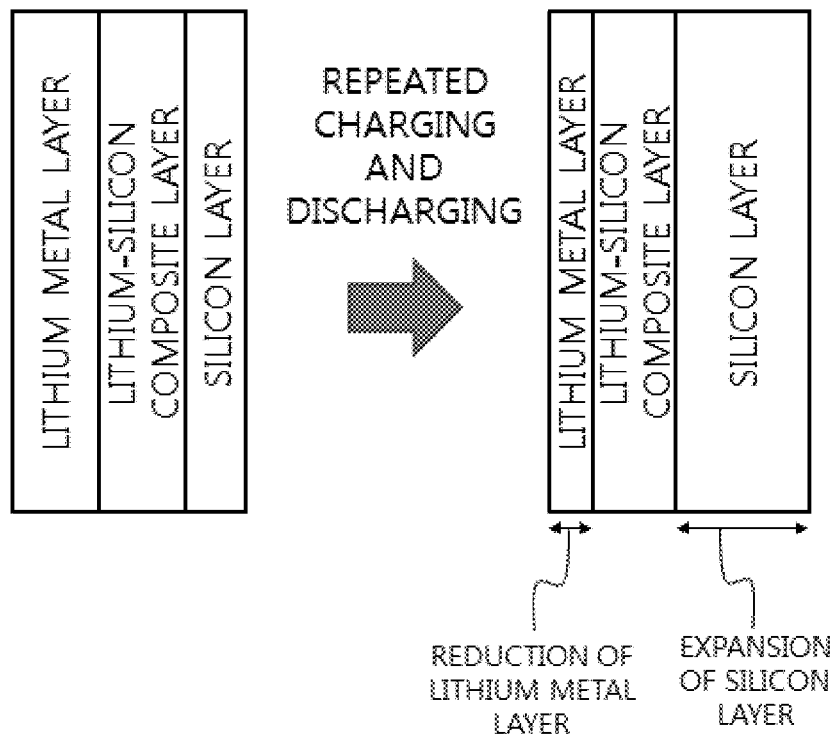 LITHIUM METAL LAYER
LITHIUM-SILICON
COMPOSITE LAYER
SILICON LAYER
REPEATED
CHARGING
AND
DISCHARGING
LITHIUM METAL LAYER
LITHIUM-SILICON
COMPOSITE LAYER
SILICON LAYER
REDUCTION OF
LITHIUM METAL
LAYER
EXPANSION
OF SILICON
LAYER